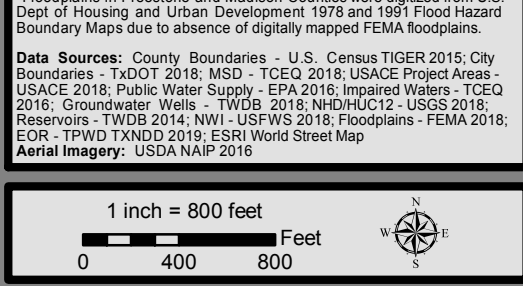 Floodplains in Freestone and Madison Counties were digitized from U.S.
Dept of Housing and Urban Development 1978 and 1991 Flood Hazard
Boundary Maps due to absence of digitally mapped FEMA floodplains.
Data Sources: County Boundaries - U.S. Census TIGER 2015; City
Boundaries - TxDOT 2018; MSD - TCEQ 2018; USACE Project Areas -
USACE 2018; Public Water Supply - EPA 2016; Impaired Waters - TCEQ
2016; Groundwater Wells - TWDB 2018; NHD/HUC12 - USGS 2018;
Reservoirs - TWDB 2014; NWI - USFWS 2018; Floodplains - FEMA 2018;
EOR - TPWD TXNDD 2019; ESRI World Street Map
Aerial Imagery: USDA NAIP 2016
1 inch = 800 feet
Feet
0 400 800
N
W E
S